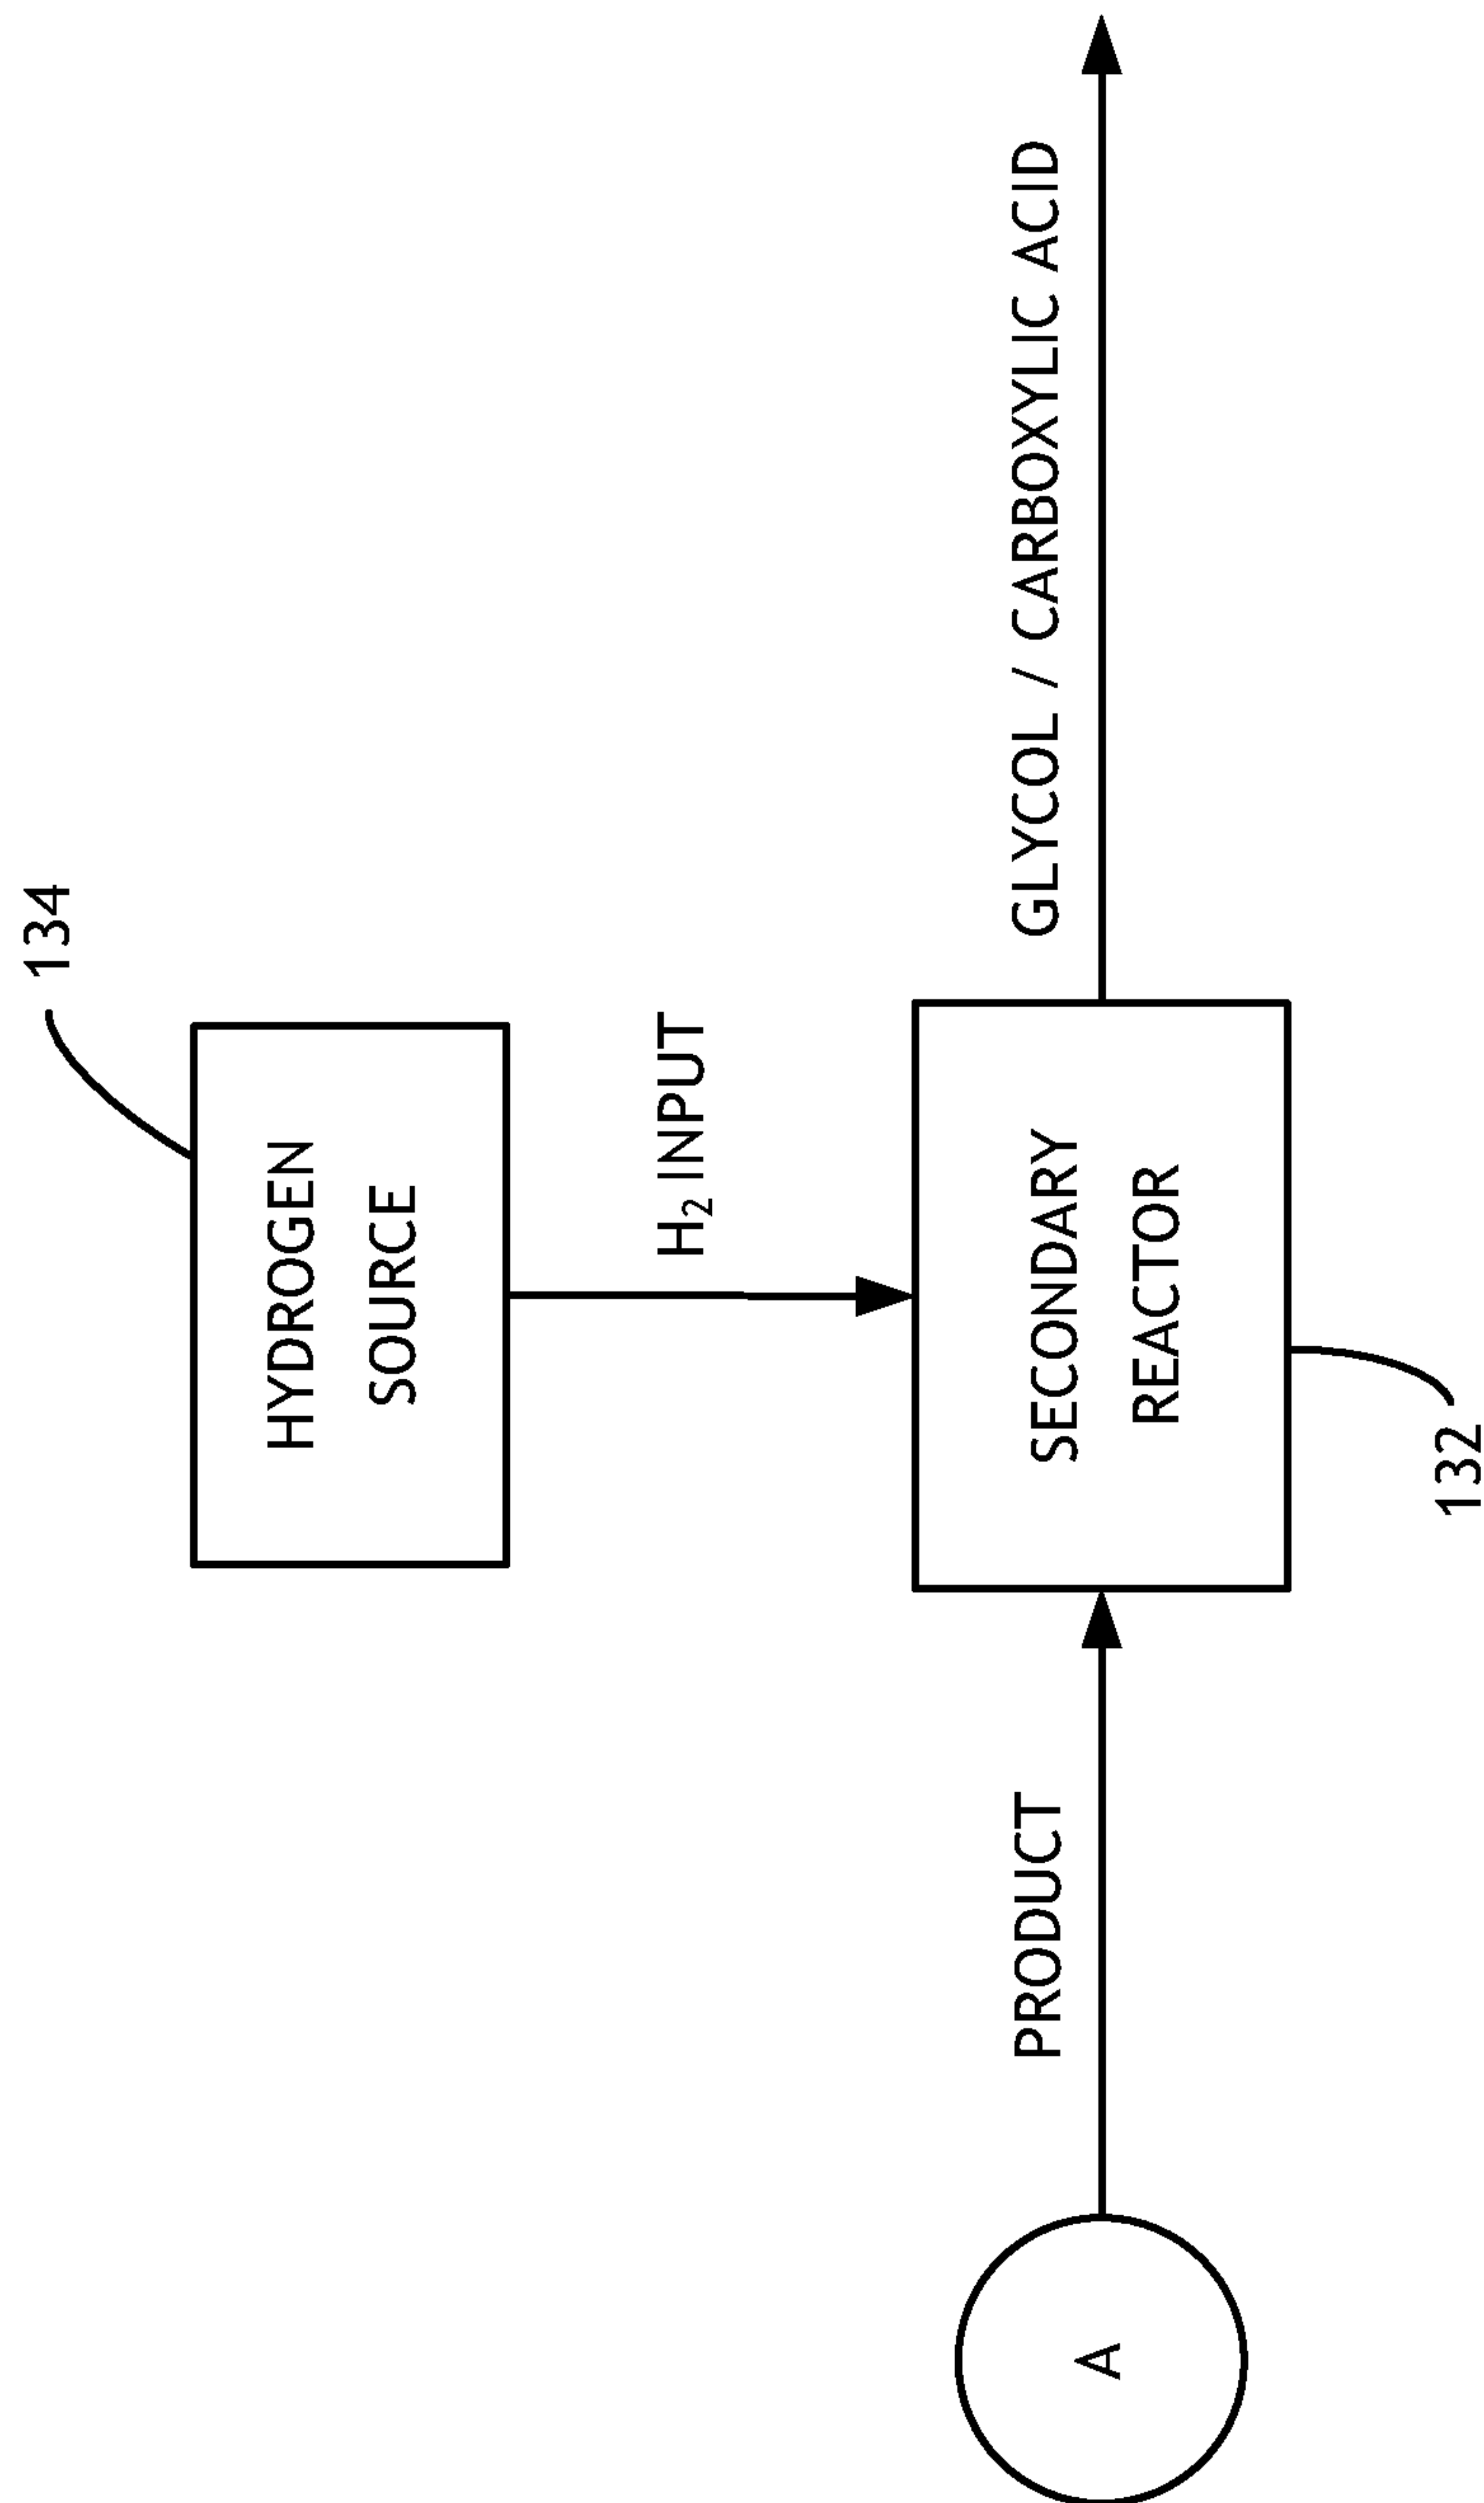 134
HYDROGEN
SOURCE
H₂ INPUT
A
PRODUCT
SECONDARY
REACTOR
GLYCOL / CARBOXYLIC ACID
132